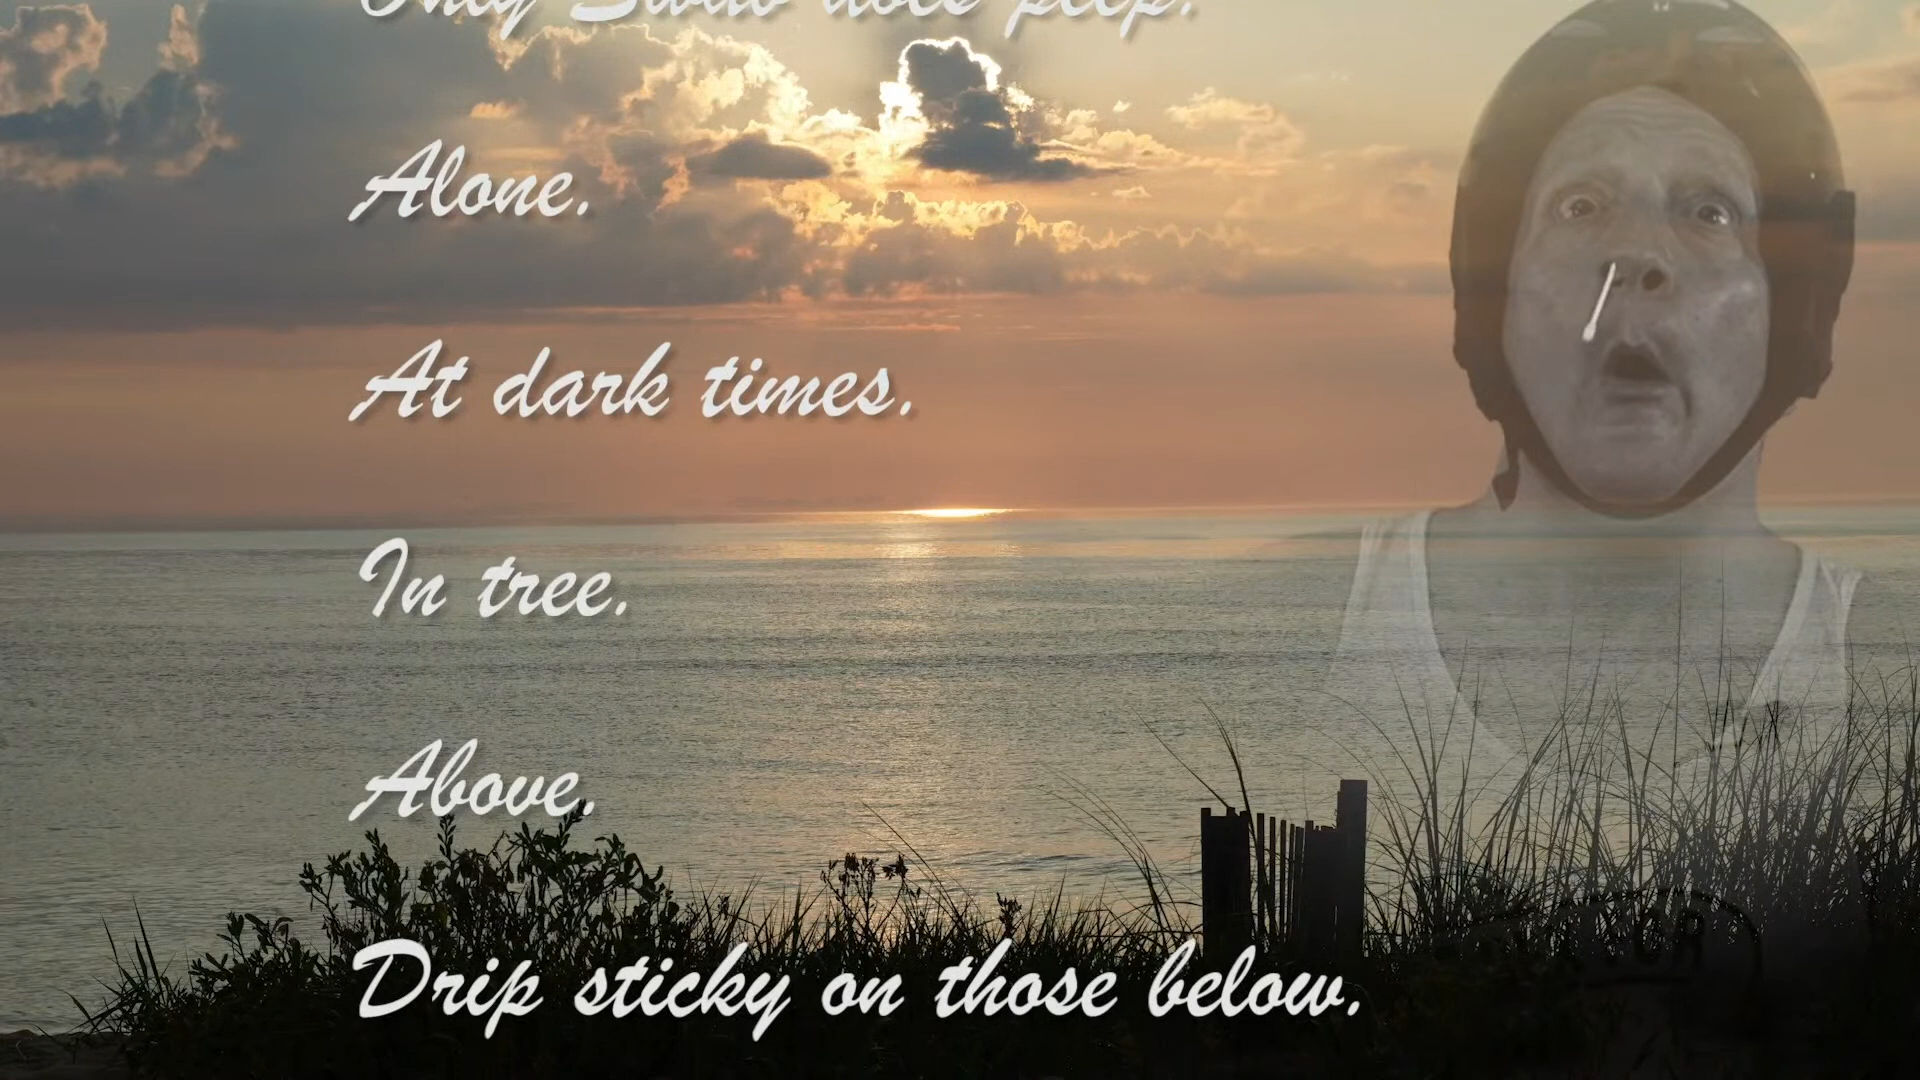 Alone.
At dark times.
In tree.
Above.
Drip sticky on those below.